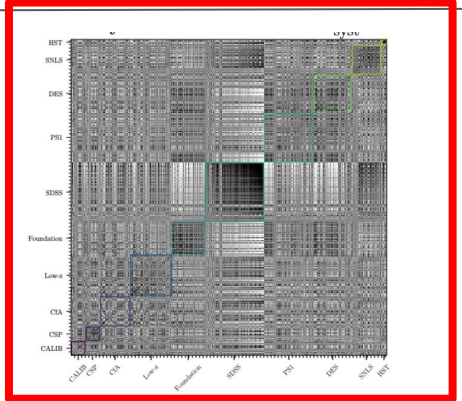 HST
SNLS
DES
PS1
SDSS
Foundation
Low-z
CfA
CSP
CALIB
CALIB
CSP
CfA
Low-z
Foundation
SDSS
PS1
DES
SNLS
HST